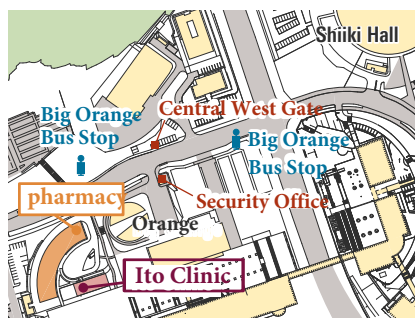 Shiiki Hall
Central West Gate
Big Orange
Bus Stop
Big Orange
Bus Stop
pharmacy
Security Office
Orange
Ito Clinic